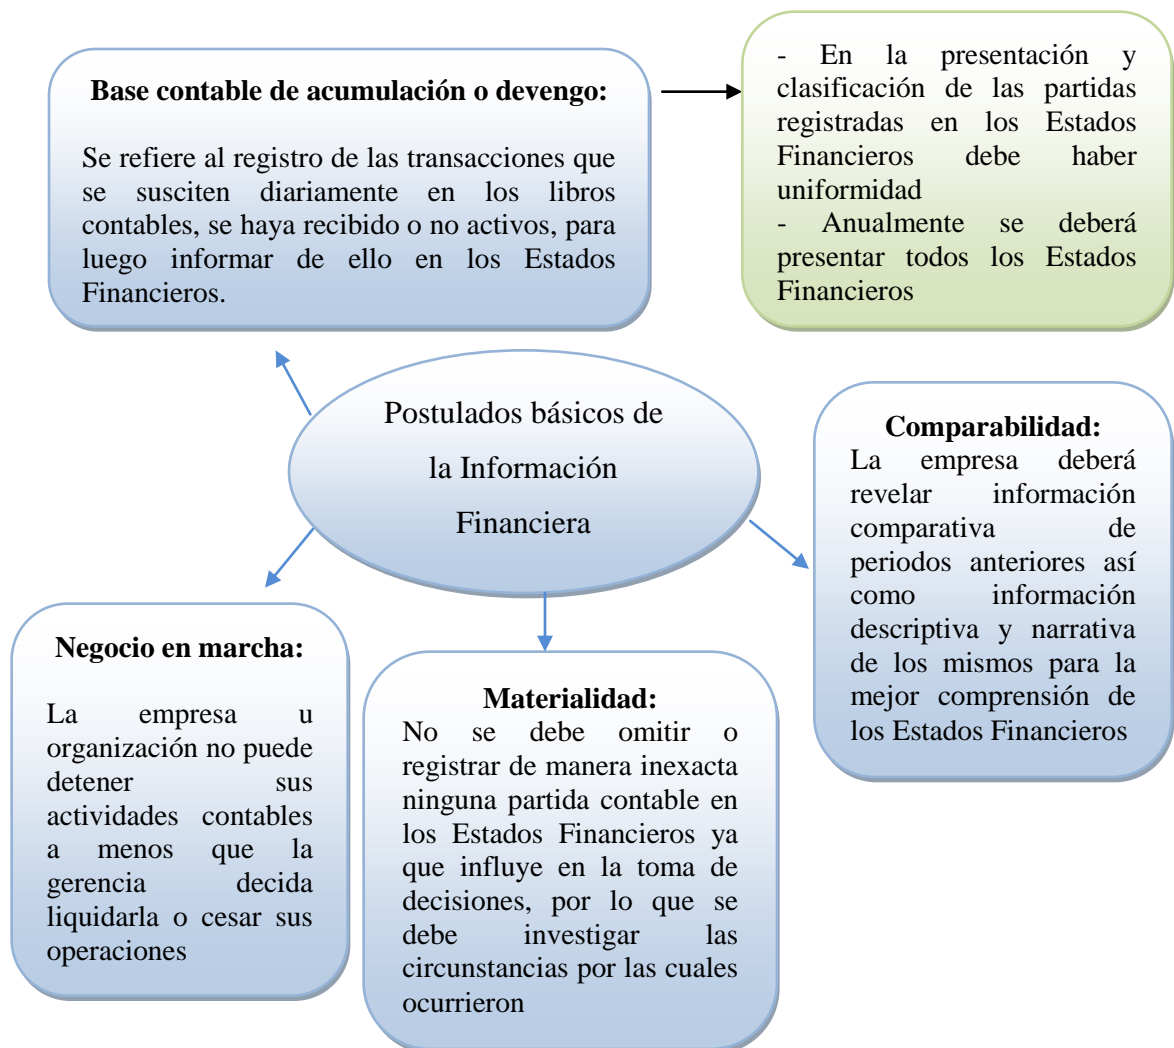 Base contable de acumulación o devengo:
Se refiere al registro de las transacciones que
se susciten diariamente en los libros
contables, se haya recibido o no activos, para
luego informar de ello en los Estados
Financieros.
- En la presentación y
clasificación de las partidas
registradas en los Estados
Financieros debe haber
uniformidad
- Anualmente se deberá
presentar todos los Estados
Financieros
Postulados básicos de
la Información
Financiera
Comparabilidad:
La empresa deberá
revelar información
comparativa de
periodos anteriores así
como información
descriptiva y narrativa
de los mismos para la
mejor comprensión de
los Estados Financieros
Negocio en marcha:
La empresa u
organización no puede
detener sus
actividades contables
a menos que la
gerencia decida
liquidarla o cesar sus
operaciones
Materialidad:
No se debe omitir o
registrar de manera inexacta
ninguna partida contable en
los Estados Financieros ya
que influye en la toma de
decisiones, por lo que se
debe investigar las
circunstancias por las cuales
ocurrieron